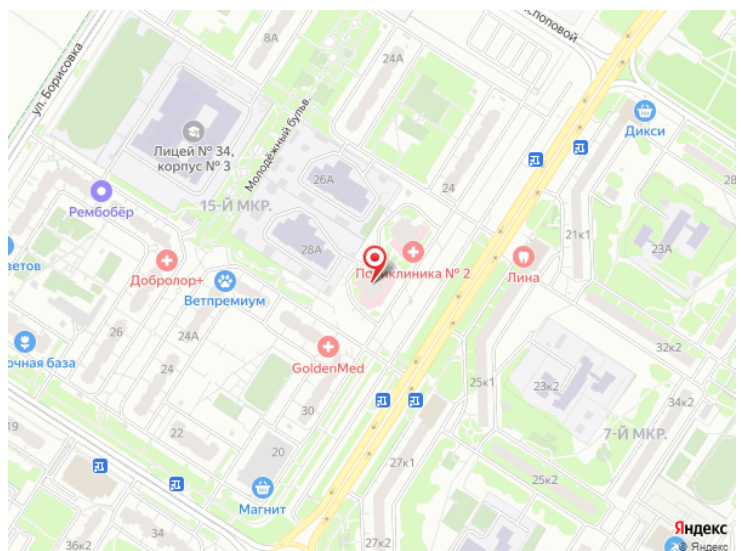 8А
24А
ул. Борисовка
Молодёжный бульв.
Дикси
Лицей № 34,
корпус № 3
26А
24
Рембобёр
15-Й МКР.
21к1
23А
28А
Поликлиника № 2
Лина
Добролор+
Ветпремиум
26
24А
32к2
GoldenMed
24
25к1
23к2
34к2
30
19
22
20
7-Й МКР.
27к1
25к2
Магнит
34
36к2
27к2
Яндекс
© Яндекс